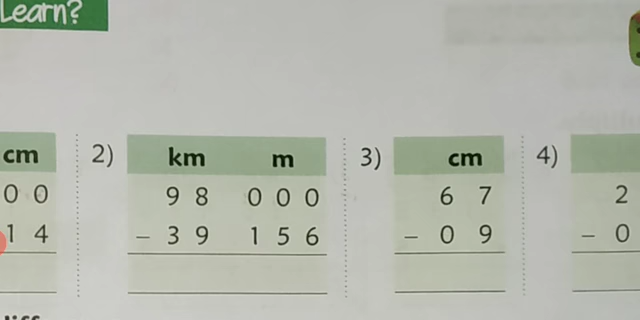 Learn?
cm 2) km m 3) cm 4)
0 0 9 8 0 0 0 6 7 2
1 4 - 3 9 1 5 6 - 0 9 - 0